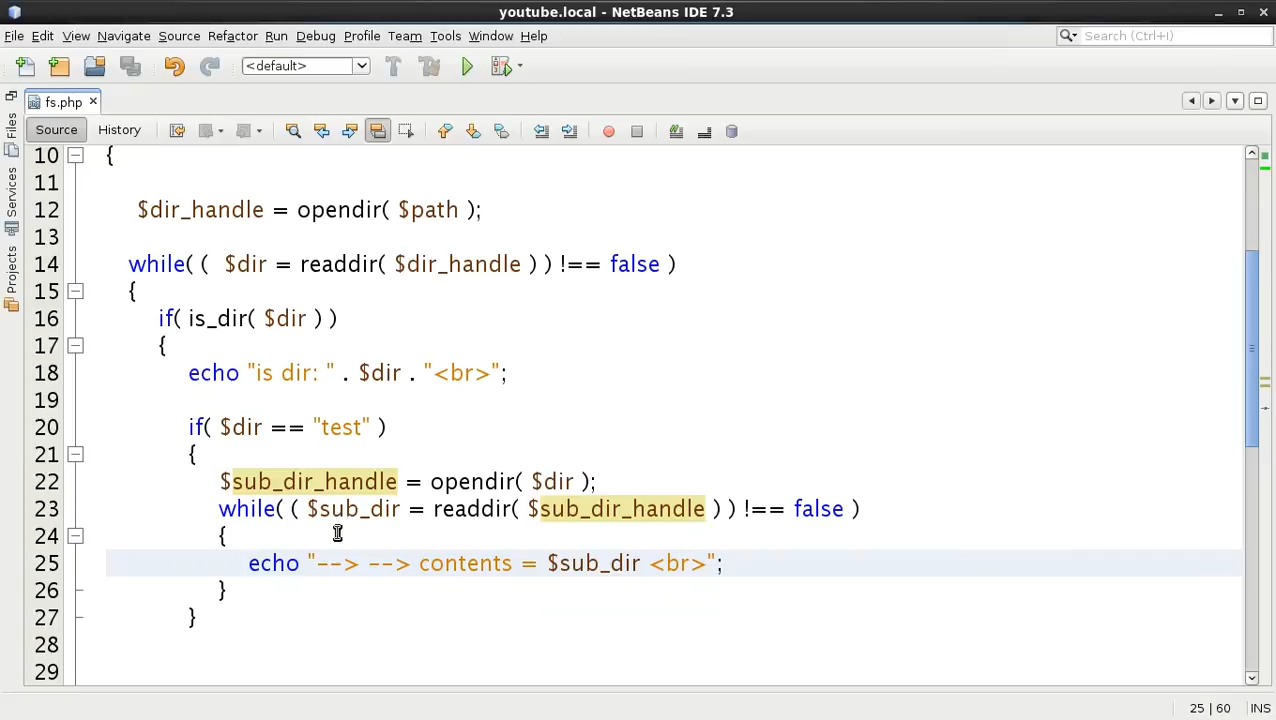 youtube.local - NetBeans IDE 7.3
File Edit View Navigate Source Refactor Run Debug Profile Team Tools Window Help
Search (Ctrl+I)
<default>
fs.php
Source History
Files
Services
Projects
10 {
11
12 $dir_handle = opendir( $path );
13
14 while( ( $dir = readdir( $dir_handle ) ) !== false )
15 {
16 if( is_dir( $dir ) )
17 {
18 echo "is dir: " . $dir . "<br>";
19
20 if( $dir == "test" )
21 {
22 $sub_dir_handle = opendir( $dir );
23 while( ( $sub_dir = readdir( $sub_dir_handle ) ) !== false )
24 {
25 echo "--> --> contents = $sub_dir <br>";
26 }
27 }
28
29
25 | 60 INS